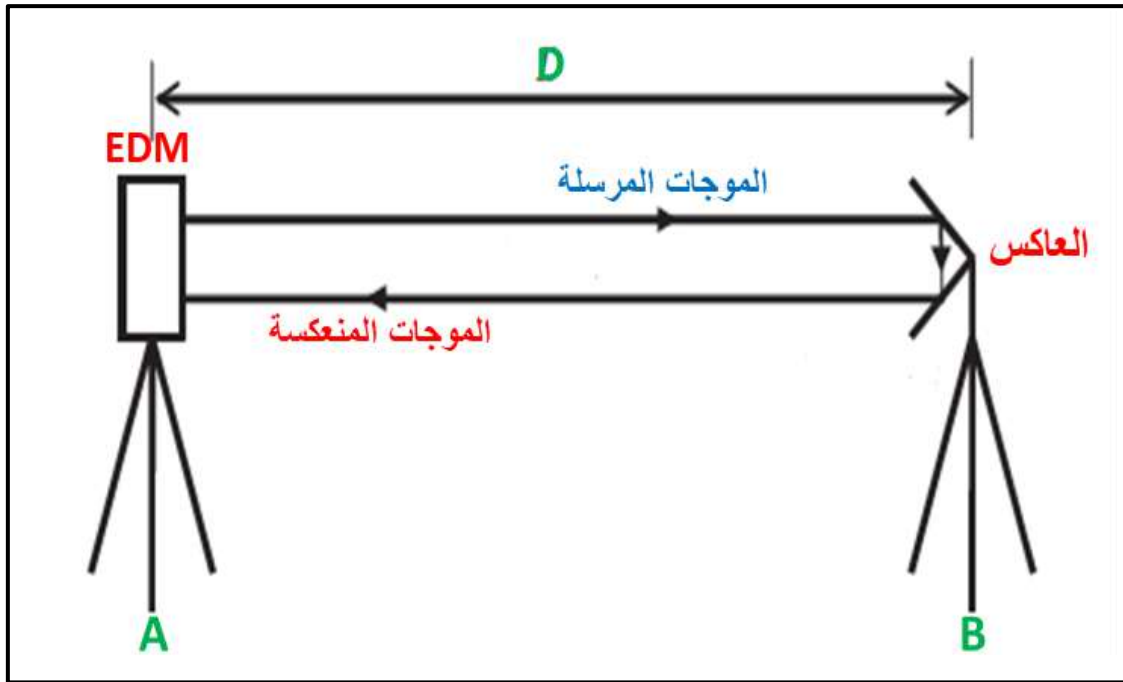 D
EDM
الموجات المرسلة
العاكس
الموجات المنعكسة
A
B